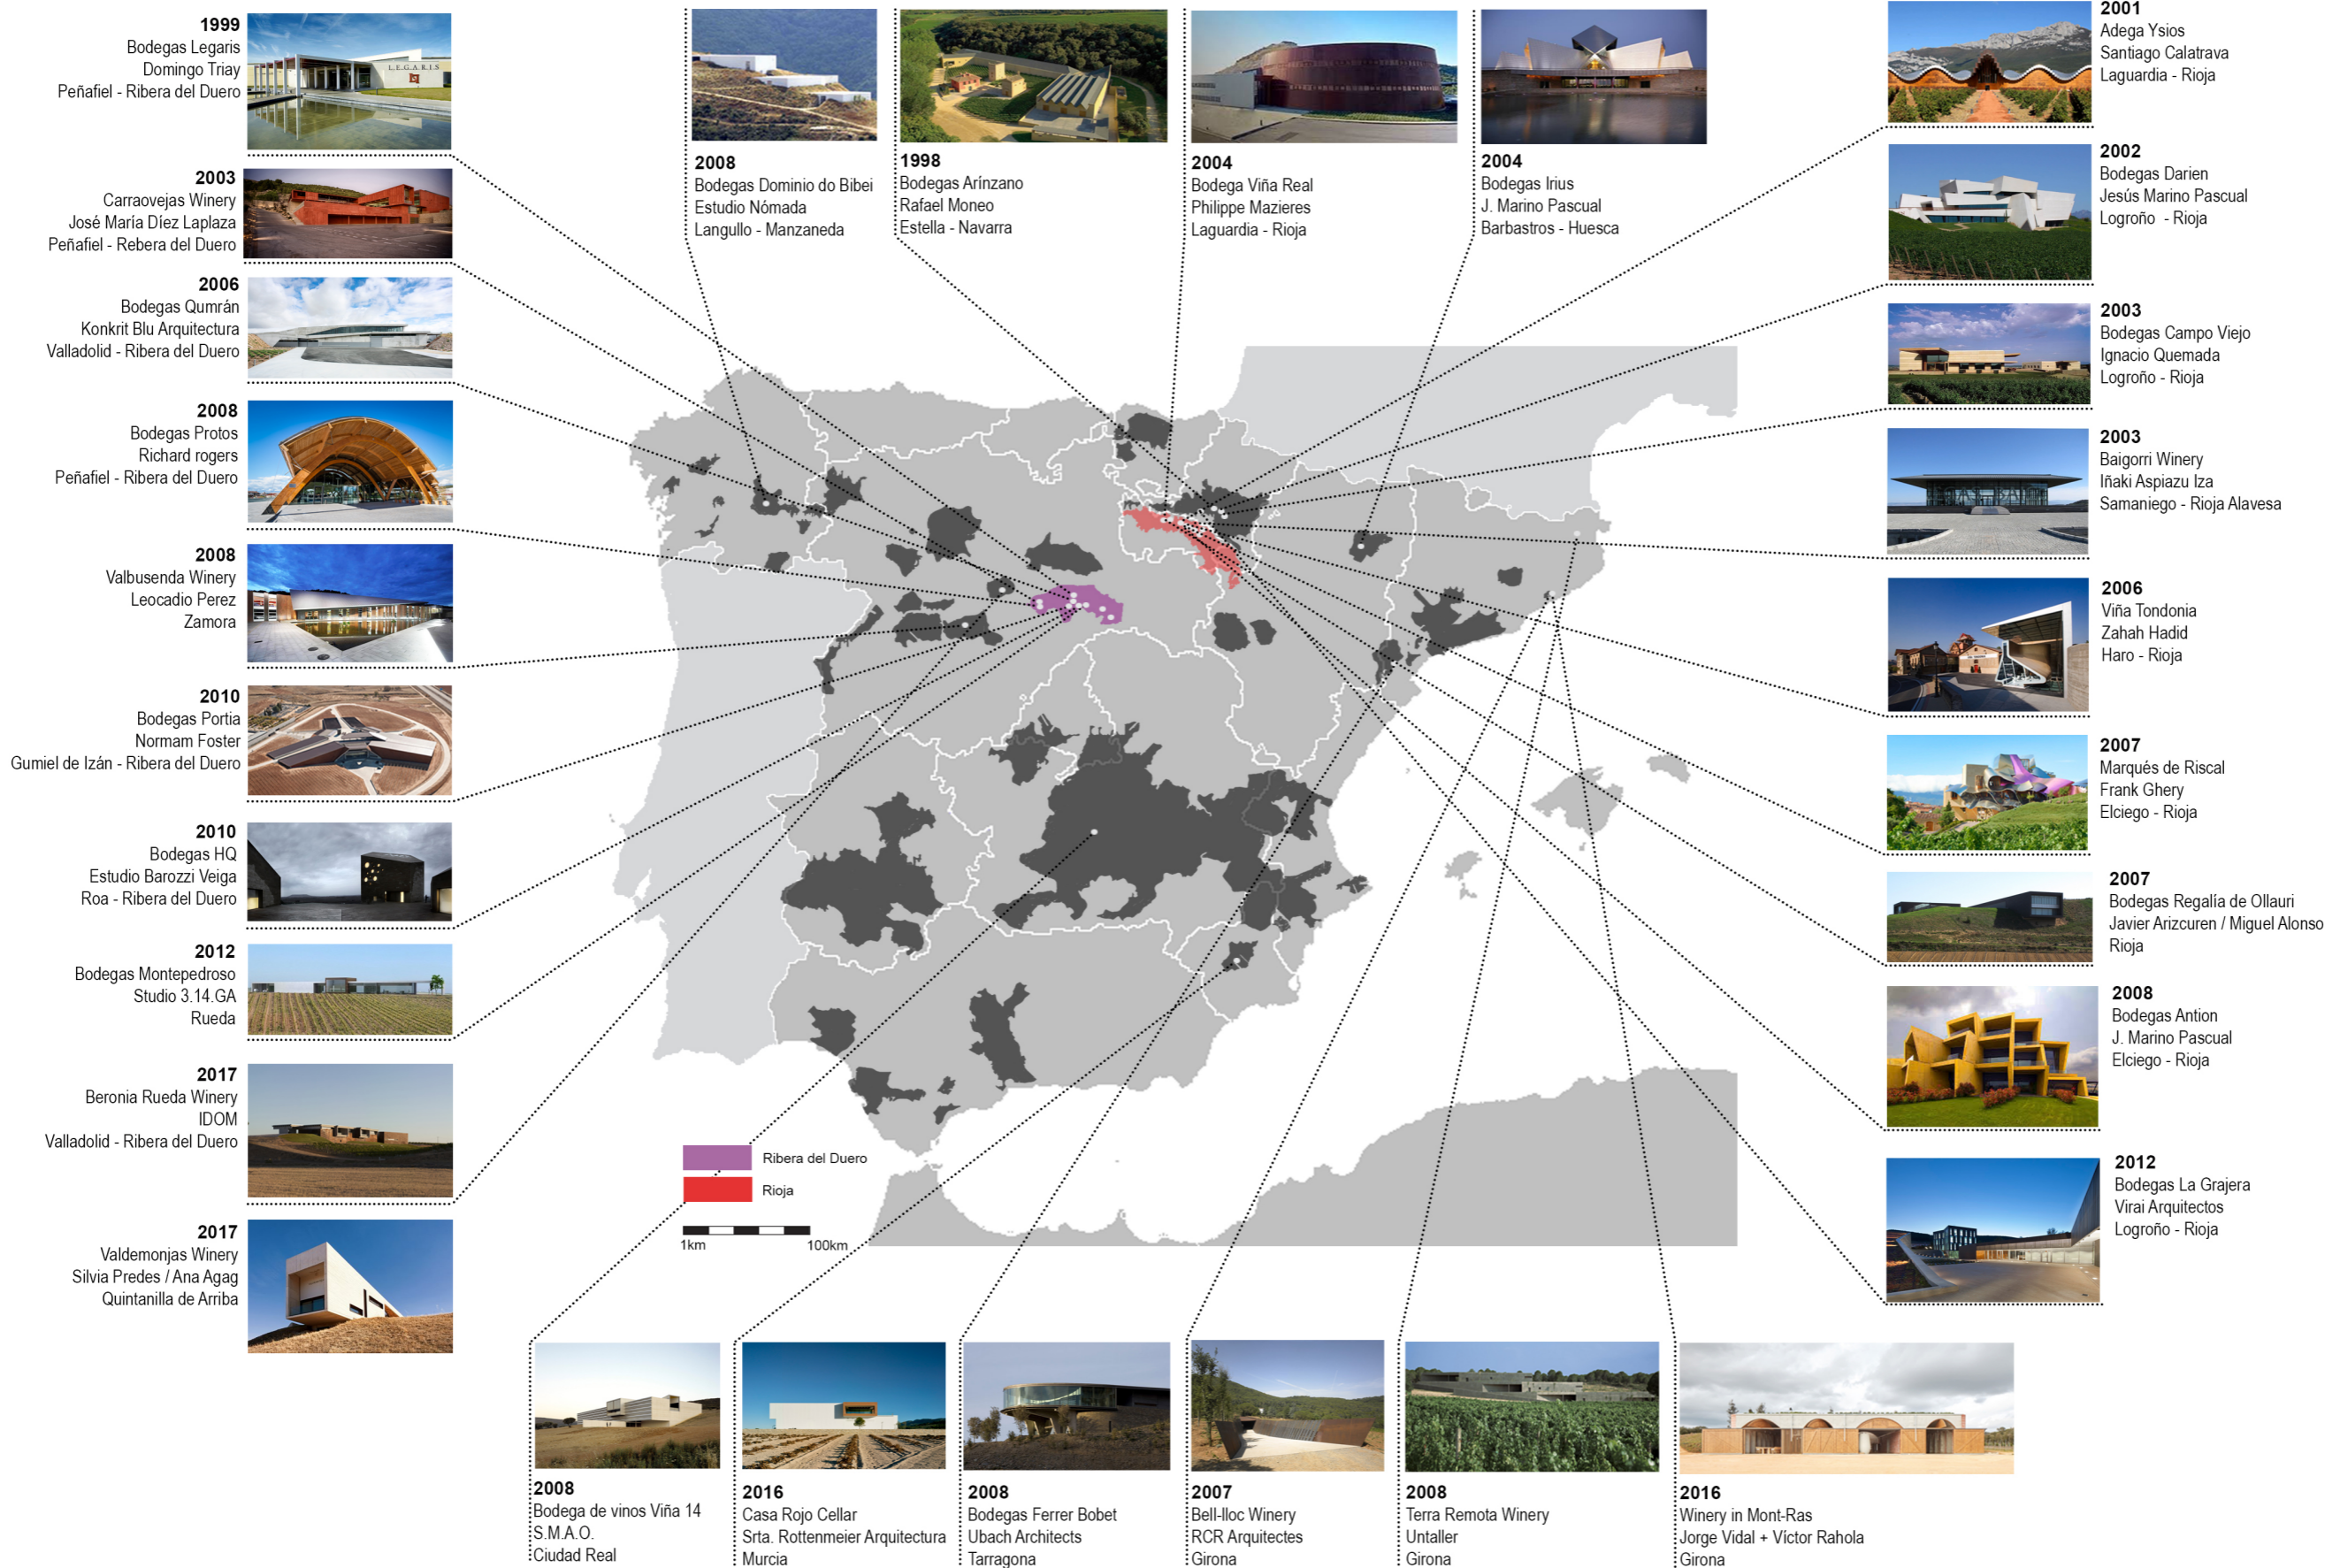 1999
Bodegas Legaris
Domingo Triay
Peñafiel - Ribera del Duero
LEGARIS
2003
Carraovejas Winery
José María Díez Laplaza
Peñafiel - Rebera del Duero
2006
Bodegas Qumrán
Konkrit Blu Arquitectura
Valladolid - Ribera del Duero
2008
Bodegas Protos
Richard rogers
Peñafiel - Ribera del Duero
2008
Valbusenda Winery
Leocadio Perez
Zamora
2010
Bodegas Portia
Normam Foster
Gumiel de Izán - Ribera del Duero
2010
Bodegas HQ
Estudio Barozzi Veiga
Roa - Ribera del Duero
2012
Bodegas Montepedroso
Studio 3.14.GA
Rueda
2017
Beronia Rueda Winery
IDOM
Valladolid - Ribera del Duero
2017
Valdemonjas Winery
Silvia Predes / Ana Agag
Quintanilla de Arriba
2008
Bodegas Dominio do Bibei
Estudio Nómada
Langullo - Manzaneda
1998
Bodegas Arínzano
Rafael Moneo
Estella - Navarra
2004
Bodega Viña Real
Philippe Mazieres
Laguardia - Rioja
2004
Bodegas Irius
J. Marino Pascual
Barbastros - Huesca
2001
Adega Ysios
Santiago Calatrava
Laguardia - Rioja
2002
Bodegas Darien
Jesús Marino Pascual
Logroño - Rioja
2003
Bodegas Campo Viejo
Ignacio Quemada
Logroño - Rioja
2003
Baigorri Winery
Iñaki Aspiazu Iza
Samaniego - Rioja Alavesa
2006
Viña Tondonia
Zahah Hadid
Haro - Rioja
2007
Marqués de Riscal
Frank Ghery
Elciego - Rioja
2007
Bodegas Regalía de Ollauri
Javier Arizcuren / Miguel Alonso
Rioja
2008
Bodegas Antion
J. Marino Pascual
Elciego - Rioja
2012
Bodegas La Grajera
Virai Arquitectos
Logroño - Rioja
Ribera del Duero
Rioja
1km 100km
2008
Bodega de vinos Viña 14
S.M.A.O.
Ciudad Real
2016
Casa Rojo Cellar
Srta. Rottenmeier Arquitectura
Murcia
2008
Bodegas Ferrer Bobet
Ubach Architects
Tarragona
2007
Bell-lloc Winery
RCR Arquitectes
Girona
2008
Terra Remota Winery
Untaller
Girona
2016
Winery in Mont-Ras
Jorge Vidal + Víctor Rahola
Girona